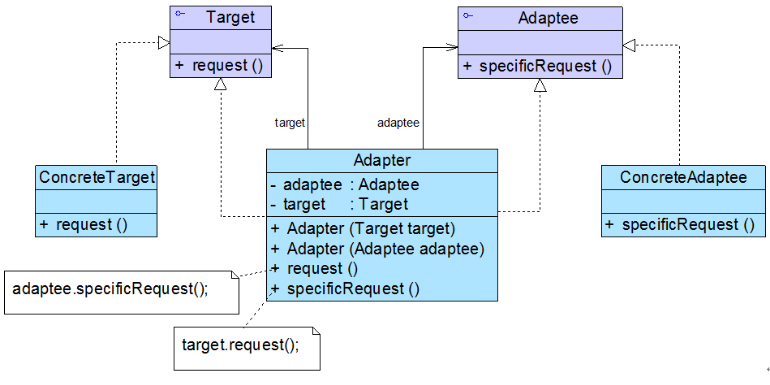 Target
+ request ()
Adaptee
+ specificRequest ()
target
adaptee
ConcreteTarget
+ request ()
Adapter
- adaptee : Adaptee
- target : Target
+ Adapter (Target target)
+ Adapter (Adaptee adaptee)
+ request ()
+ specificRequest ()
ConcreteAdaptee
+ specificRequest ()
adaptee.specificRequest();
target.request();